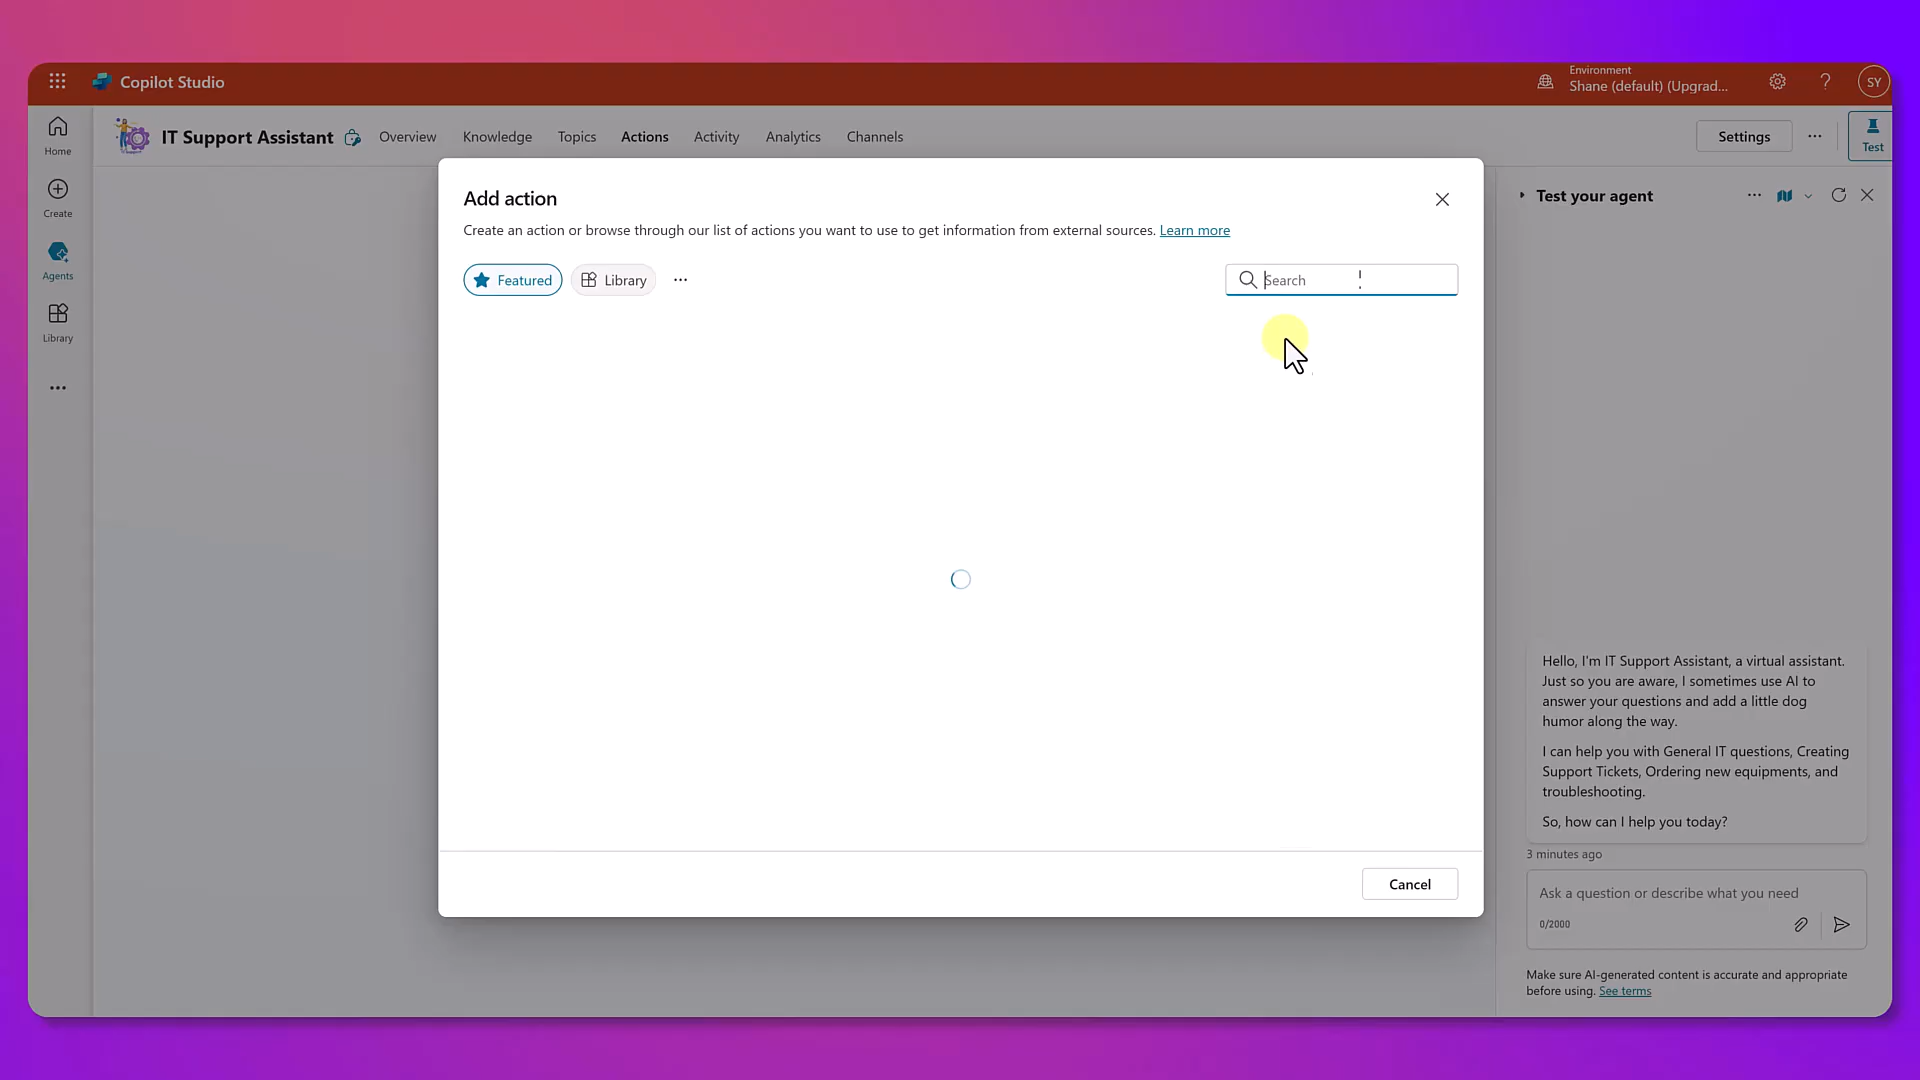 Copilot Studio
Environment
Shane (default) (Upgrad...
?
SY
Home
Create
Agents
Library
IT Support Assistant
Overview
Knowledge
Topics
Actions
Activity
Analytics
Channels
Settings
Test
Add action
Create an action or browse through our list of actions you want to use to get information from external sources. Learn more
Featured
Library
Search
Cancel
Test your agent
Hello, I'm IT Support Assistant, a virtual assistant.
Just so you are aware, I sometimes use AI to
answer your questions and add a little dog
humor along the way.
I can help you with General IT questions, Creating
Support Tickets, Ordering new equipments, and
troubleshooting.
So, how can I help you today?
3 minutes ago
Ask a question or describe what you need
0/2000
Make sure AI-generated content is accurate and appropriate
before using. See terms